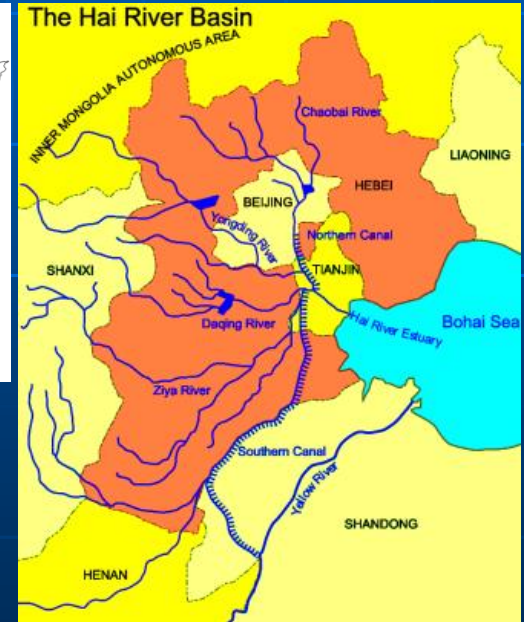 The Hai River Basin
INNER MONGOLIA AUTONOMOUS AREA
Chaobai River
LIAONING
HEBEI
BEIJING
Yongding River
Northern Canal
SHANXI
TIANJIN
Hai River Estuary
Bohai Sea
Daqing River
Ziya River
Southern Canal
Yellow River
SHANDONG
HENAN